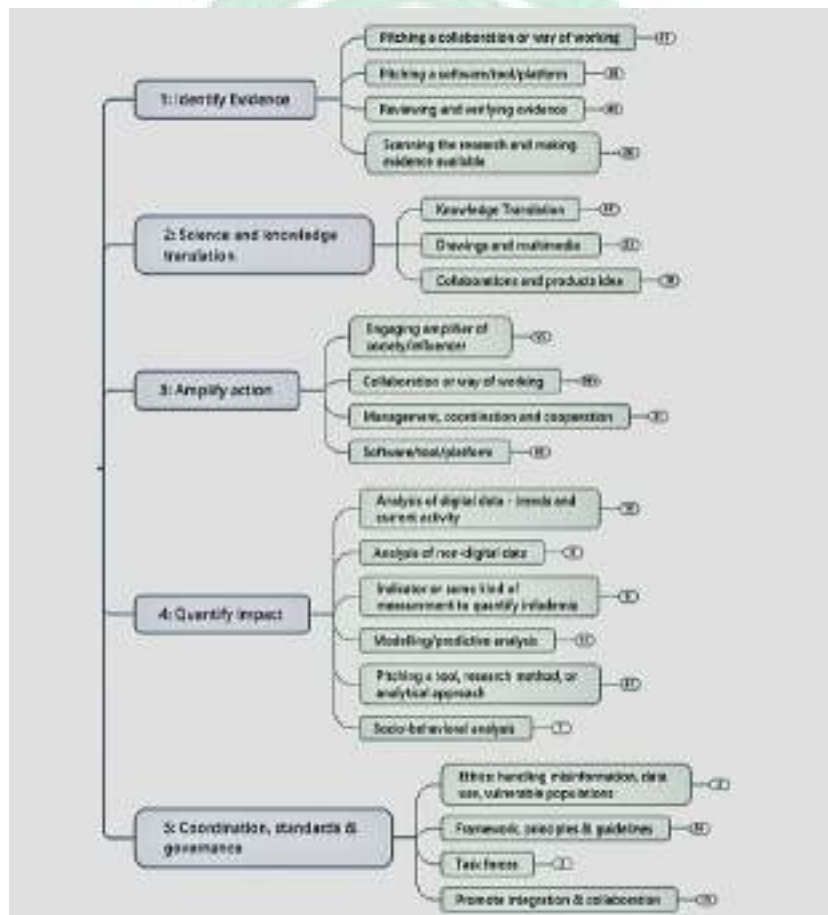 1: Identify Evidence
Pitching a collaboration or way of working
Pitching a software/tool/platform
Reviewing and verifying evidence
Scanning the research and making
evidence available
2: Science and knowledge
translation
Knowledge Translation
Drawings and multimedia
Collaborations and products idea
3: Amplify action
Engaging amplifier of
society/influencer
Collaboration or way of working
Management, coordination and cooperation
Software/tool/platform
4: Quantify impact
Analysis of digital data - trends and
current activity
Analysis of non-digital data
Indicator or some kind of
measurement to quantify infodemic
Modelling/predictive analysis
Pitching a tool, research method, or
analytical approach
Socio-behavioral analysis
5: Coordination, standards &
governance
Ethics: handling misinformation, data
use, vulnerable populations
Framework, principles & guidelines
Task forces
Promote integration & collaboration